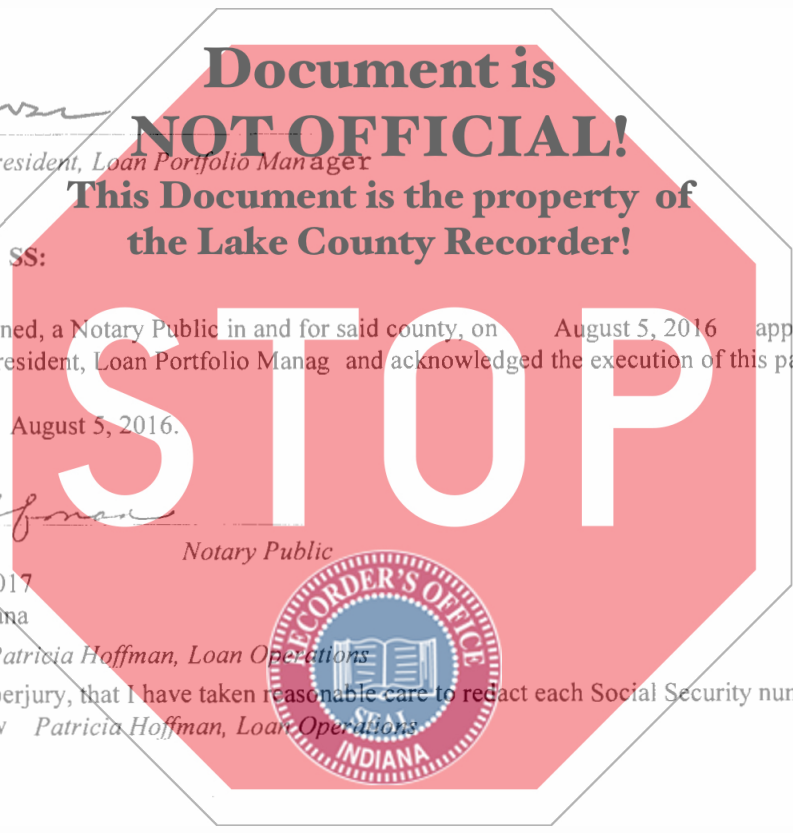 Document is
NOT OFFICIAL!
esident, Loan Portfolio Manager
This Document is the property of
the Lake County Recorder!
SS:
ned, a Notary Public in and for said county, on August 5, 2016 app
resident, Loan Portfolio Manag and acknowledged the execution of this pa
STOP
August 5, 2016.
Notary Public
017
ana
Patricia Hoffman, Loan Operations
perjury, that I have taken reasonable care to redact each Social Security num
Patricia Hoffman, Loan Operations
RECORDER'S OFFICE
SEAL
INDIANA